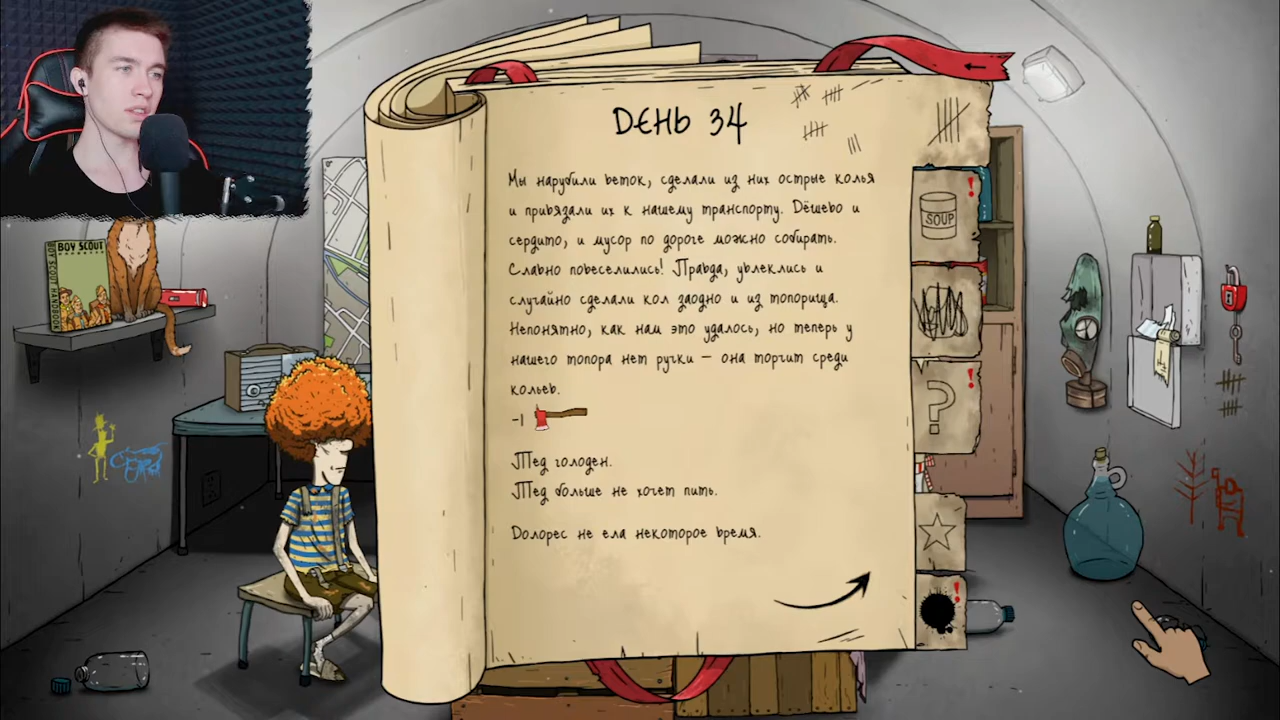 BOY SCOUT
BOY SCOUT HANDBOOK
ДЕНЬ 34
Мы нарубили веток, сделали из них острые колья
и привязали их к нашему транспорту. Дёшево и
сердито, и мусор по дороге можно собирать.
Славно повеселились! Правда, увлеклись и
случайно сделали кол заодно и из топорища.
Непонятно, как нам это удалось, но теперь у
нашего топора нет ручки – она торчит среди
кольев.
-1
Тед голоден.
Тед больше не хочет пить.
Долорес не ела некоторое время.
SOUP
!
?
!
!